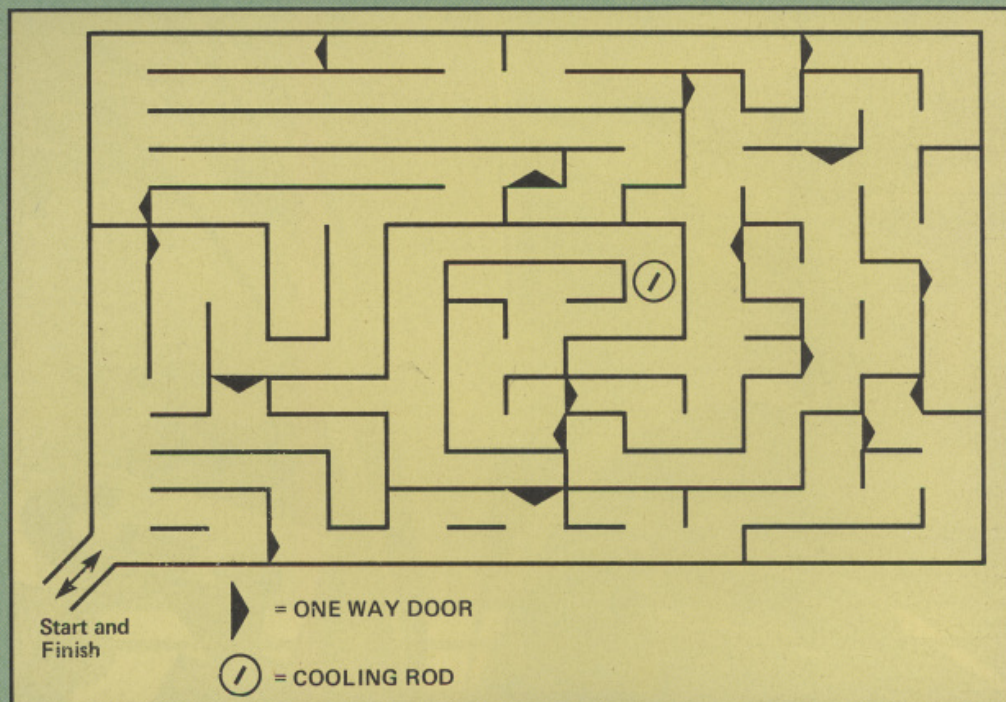 Start and
Finish
= ONE WAY DOOR
= COOLING ROD